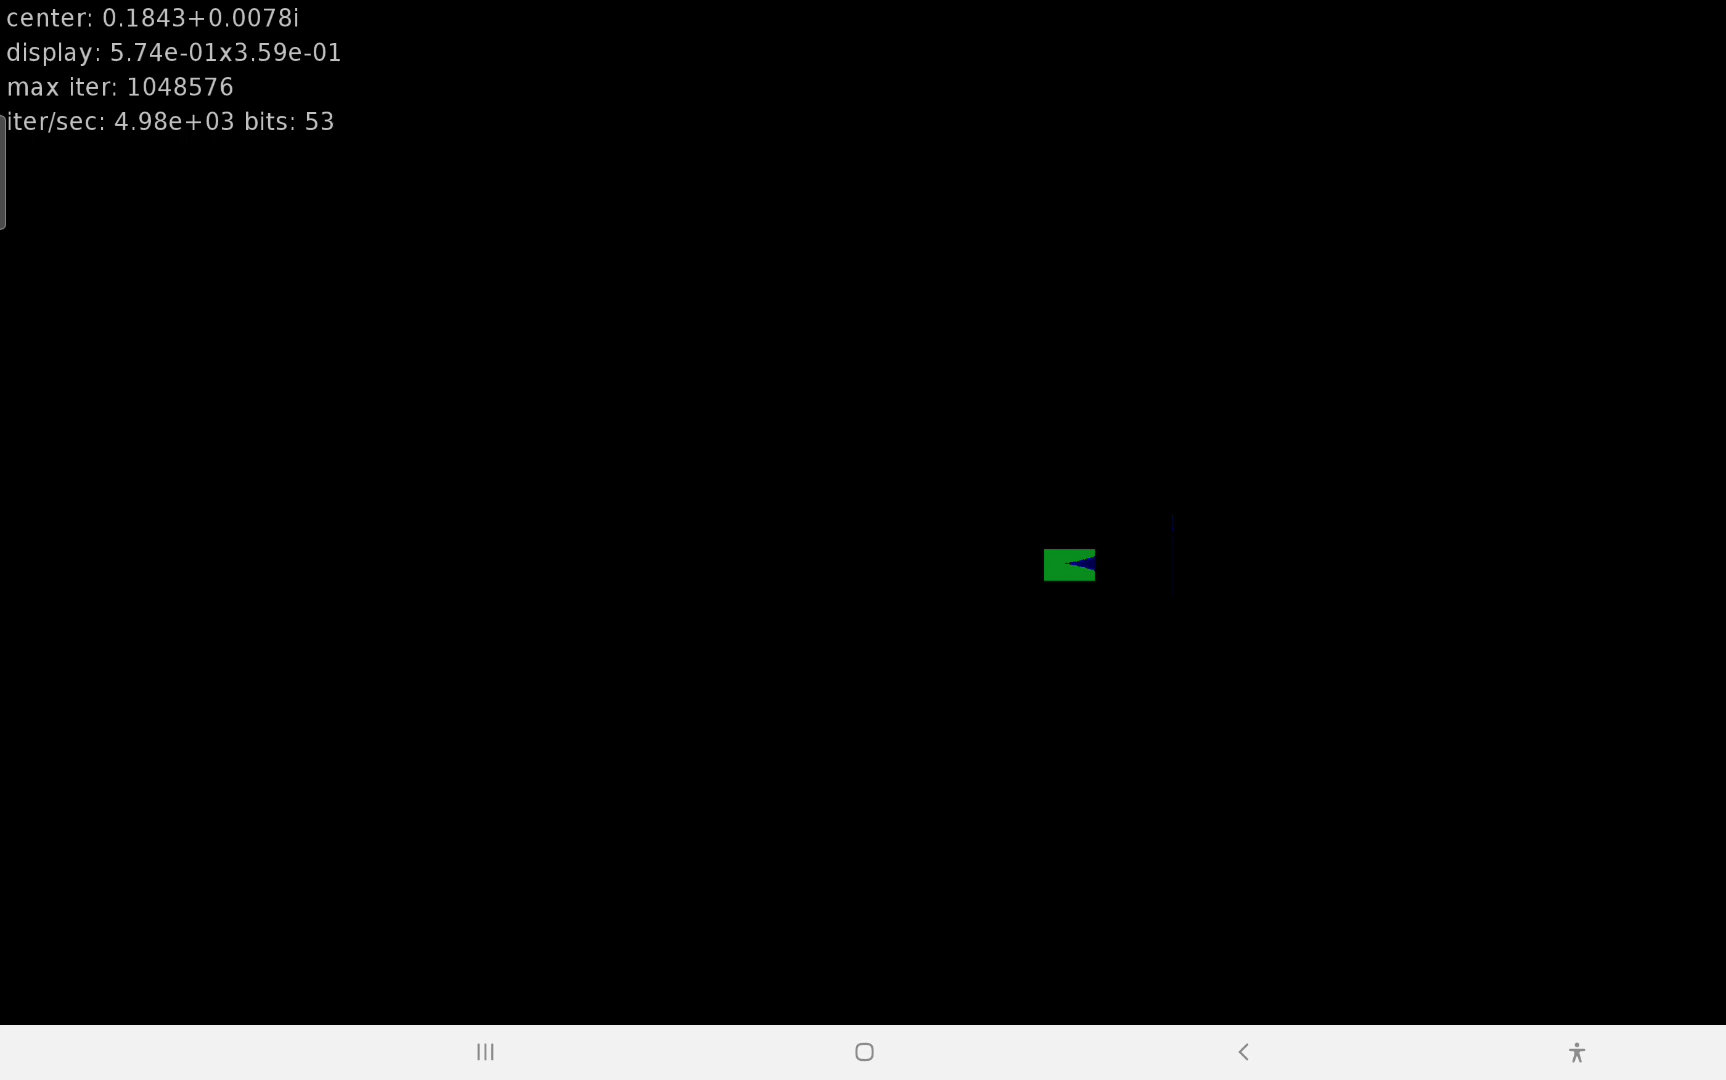 center: 0.1843+0.0078i
display: 5.74e-01x3.59e-01
max iter: 1048576
iter/sec: 4.98e+03 bits: 53